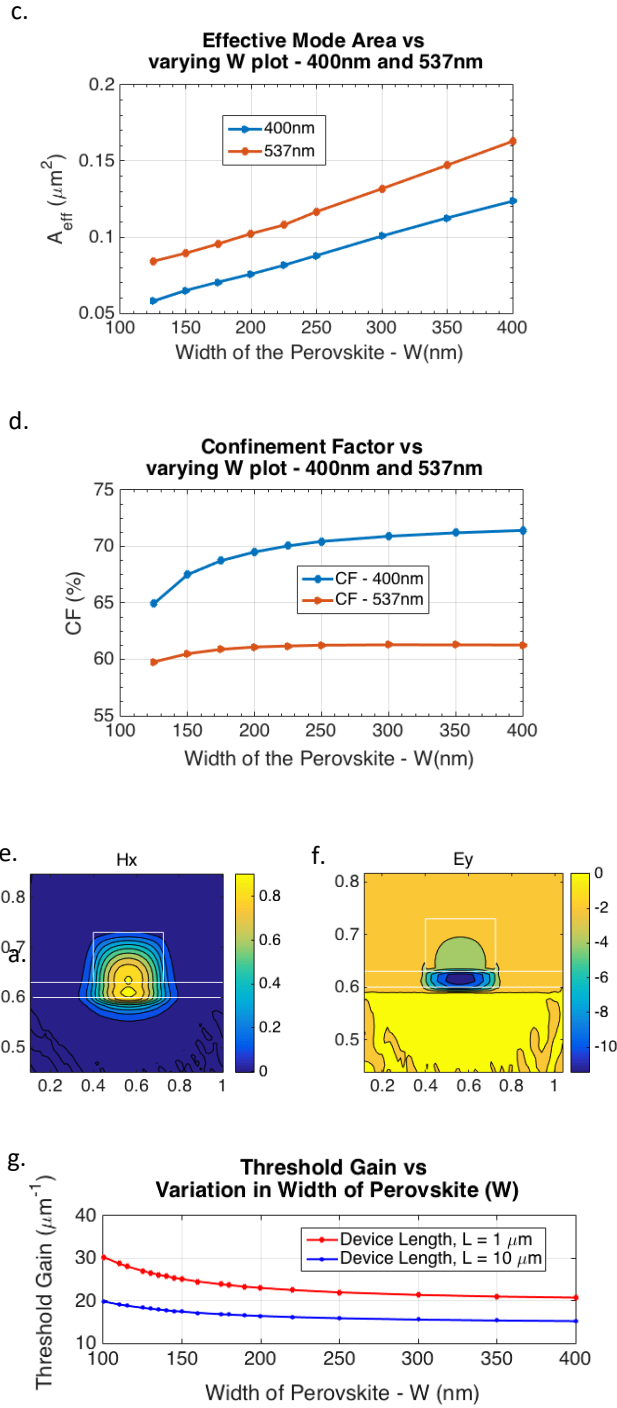 c.
Effective Mode Area vs
varying W plot - 400nm and 537nm
0.2
0.15
0.1
0.05
A_eff (μm²)
400nm
537nm
100 150 200 250 300 350 400
Width of the Perovskite - W(nm)
d.
Confinement Factor vs
varying W plot - 400nm and 537nm
75
70
65
60
55
CF (%)
CF - 400nm
CF - 537nm
100 150 200 250 300 350 400
Width of the Perovskite - W(nm)
e.
Hx
0.8
0.7
a.
0.6
0.5
0.2 0.4 0.6 0.8 1
0.8
0.6
0.4
0.2
0
f.
Ey
0.8
0.7
0.6
0.5
0.2 0.4 0.6 0.8 1
0
-2
-4
-6
-8
-10
g.
Threshold Gain vs
Variation in Width of Perovskite (W)
40
30
20
10
Threshold Gain (μm⁻¹)
Device Length, L = 1 μm
Device Length, L = 10 μm
100 150 200 250 300 350 400
Width of Perovskite - W (nm)